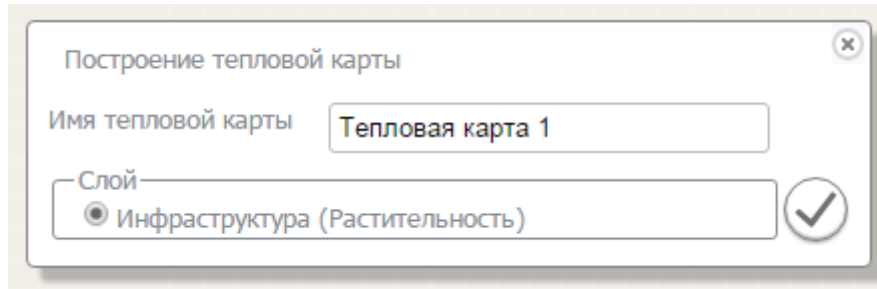 Построение тепловой карты
Имя тепловой карты Тепловая карта 1
Слой
Инфраструктура (Растительность)